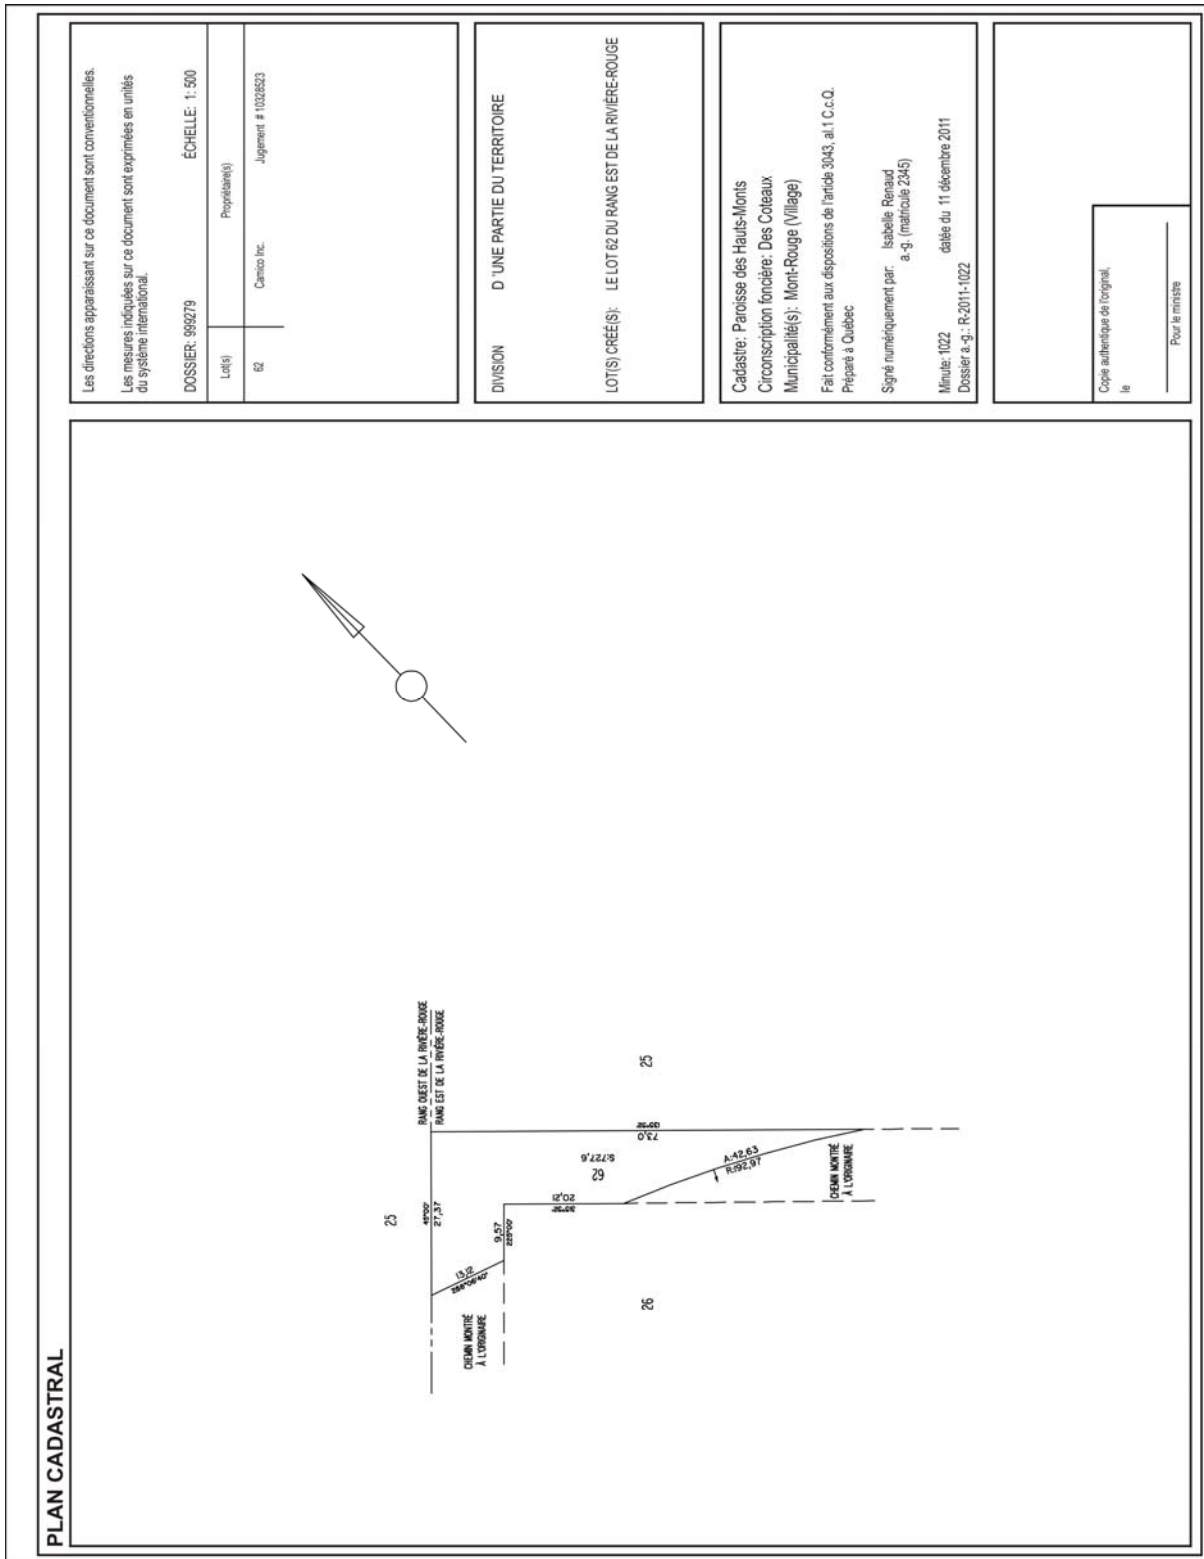 PLAN CADASTRAL
Les directions apparaissant sur ce document sont conventionnelles.
Les mesures indiquées sur ce document sont exprimées en unités
du système international.
DOSSIER: 999279 ÉCHELLE: 1: 500
Lot(s) Propriétaire(s)
62 Camico Inc. Jugement # 10328523
DIVISION D 'UNE PARTIE DU TERRITOIRE
LOT(S) CRÉÉ(S): LE LOT 62 DU RANG EST DE LA RIVIÈRE-ROUGE
Cadastre: Paroisse des Hauts-Monts
Circonscription foncière: Des Coteaux
Municipalité(s): Mont-Rouge (Village)
Fait conformément aux dispositions de l'article 3043, al.1 C.c.Q.
Préparé à Québec
Signé numériquement par: Isabelle Renaud
a.-g. (matricule 2345)
Minute: 1022 datée du 11 décembre 2011
Dossier a.-g.: R-2011-1022
Copie authentique de l'original,
le
Pour le ministre
RANG OUEST DE LA RIVIÈRE-ROUGE
RANG EST DE LA RIVIÈRE-ROUGE
25
45°00'
27,37
13,12
9,57
225°00'
CHEMIN MONTRÉ
À L'ORIGINAIRE
26
20,21
62
S:727,6
73,0
25
A:42,63
R:192,97
CHEMIN MONTRÉ
À L'ORIGINAIRE